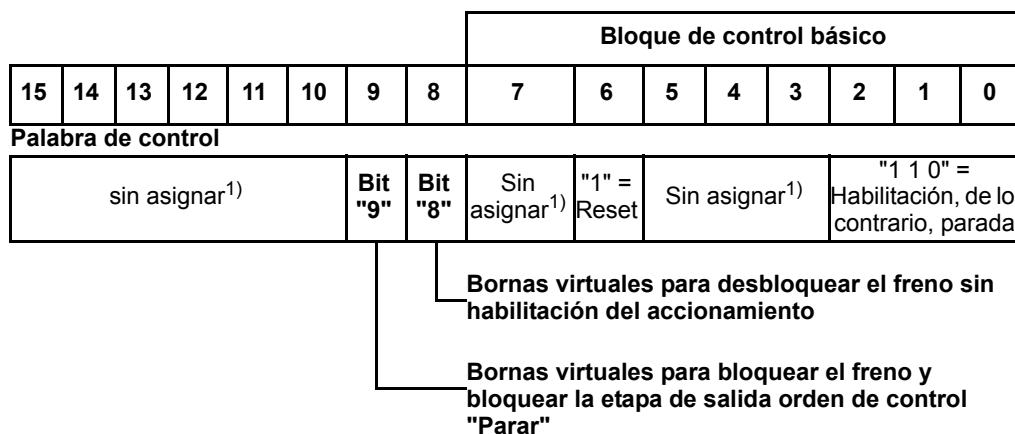 Bloque de control básico
15 14 13 12 11 10 9 8 7 6 5 4 3 2 1 0
Palabra de control
sin asignar1)
Bit
"9"
Bit
"8"
Sin
asignar1)
"1" =
Reset
Sin asignar1)
"1 1 0" =
Habilitación, de lo
contrario, parada
Bornas virtuales para desbloquear el freno sin
habilitación del accionamiento
Bornas virtuales para bloquear el freno y
bloquear la etapa de salida orden de control
"Parar"